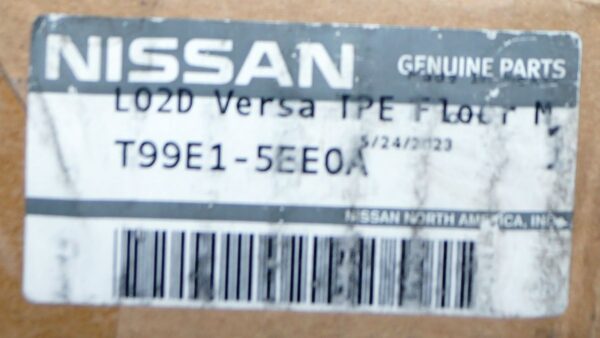 NISSAN GENUINE PARTS
L02D Versa TPE Floor M
5/24/2023
T99E1-5EE0A
NISSAN NORTH AMERICA, INC.